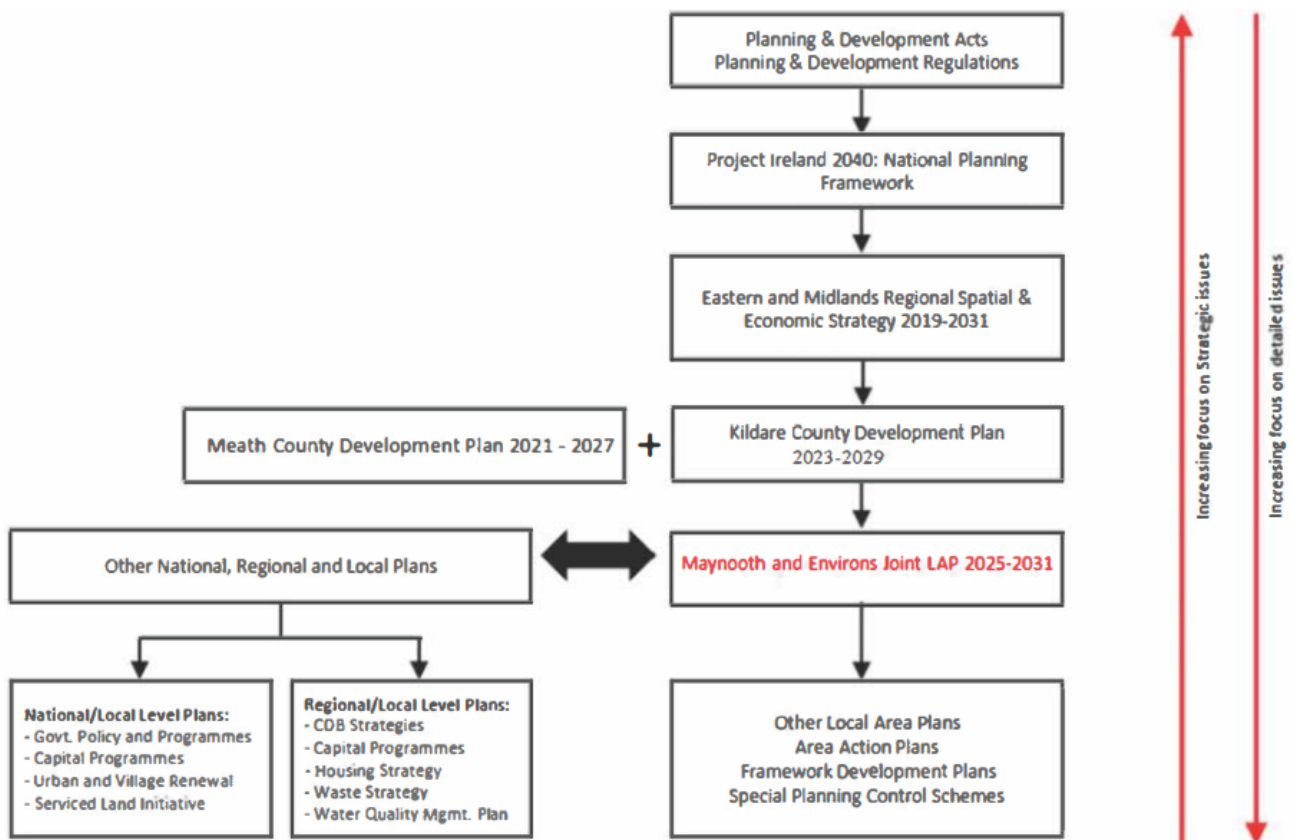 Planning & Development Acts
Planning & Development Regulations
Project Ireland 2040: National Planning
Framework
Eastern and Midlands Regional Spatial &
Economic Strategy 2019-2031
Meath County Development Plan 2021 - 2027
+
Kildare County Development Plan
2023-2029
Other National, Regional and Local Plans
Maynooth and Environs Joint LAP 2025-2031
National/Local Level Plans:
- Govt. Policy and Programmes
- Capital Programmes
- Urban and Village Renewal
- Serviced Land Initiative
Regional/Local Level Plans:
- CDB Strategies
- Capital Programmes
- Housing Strategy
- Waste Strategy
- Water Quality Mgmt. Plan
Other Local Area Plans
Area Action Plans
Framework Development Plans
Special Planning Control Schemes
Increasing focus on Strategic issues
Increasing focus on detailed issues